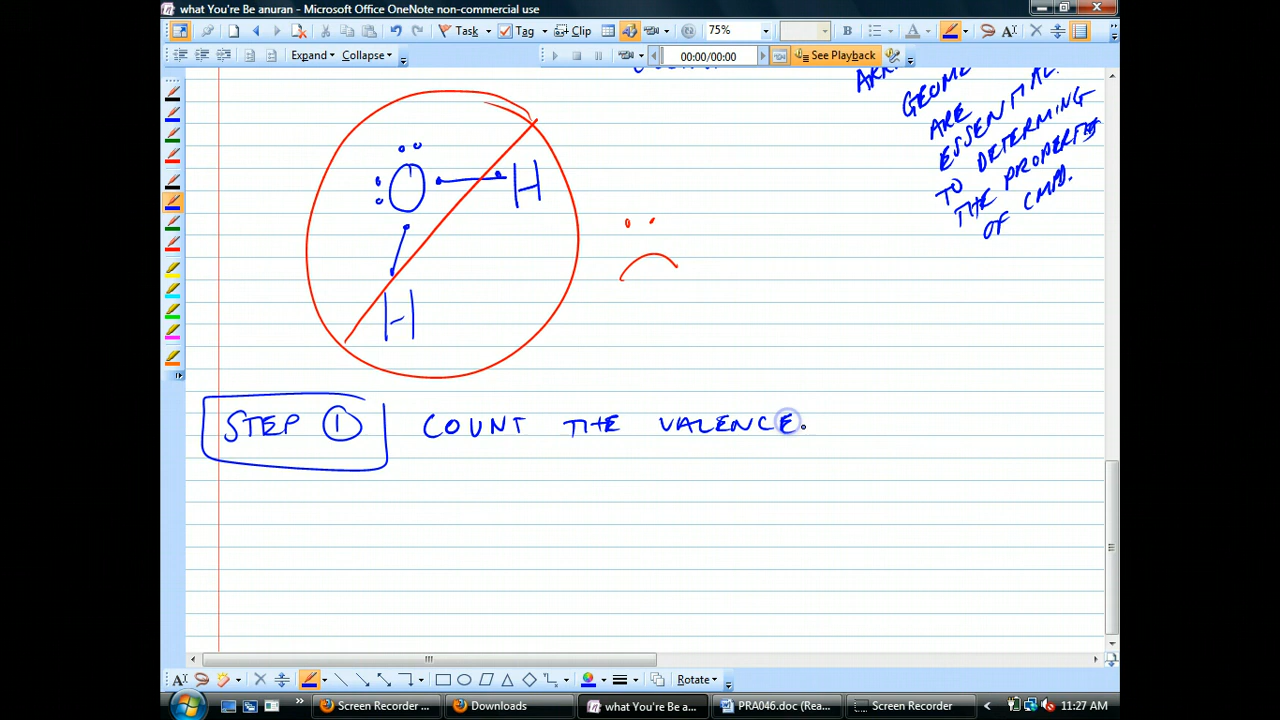 what You're Be anuran - Microsoft Office OneNote non-commercial use
Task Tag Clip 75% B A
Expand Collapse 00:00/00:00 See Playback
GEOME
ARE
ESSENTIAL.
TO DETERMING
THE PROPERTY
OF CMPD.
O H
H
STEP 1 COUNT THE VALENCE.
Rotate
Screen Recorder ... Downloads what You're Be a... PRA046.doc (Rea... Screen Recorder 11:27 AM